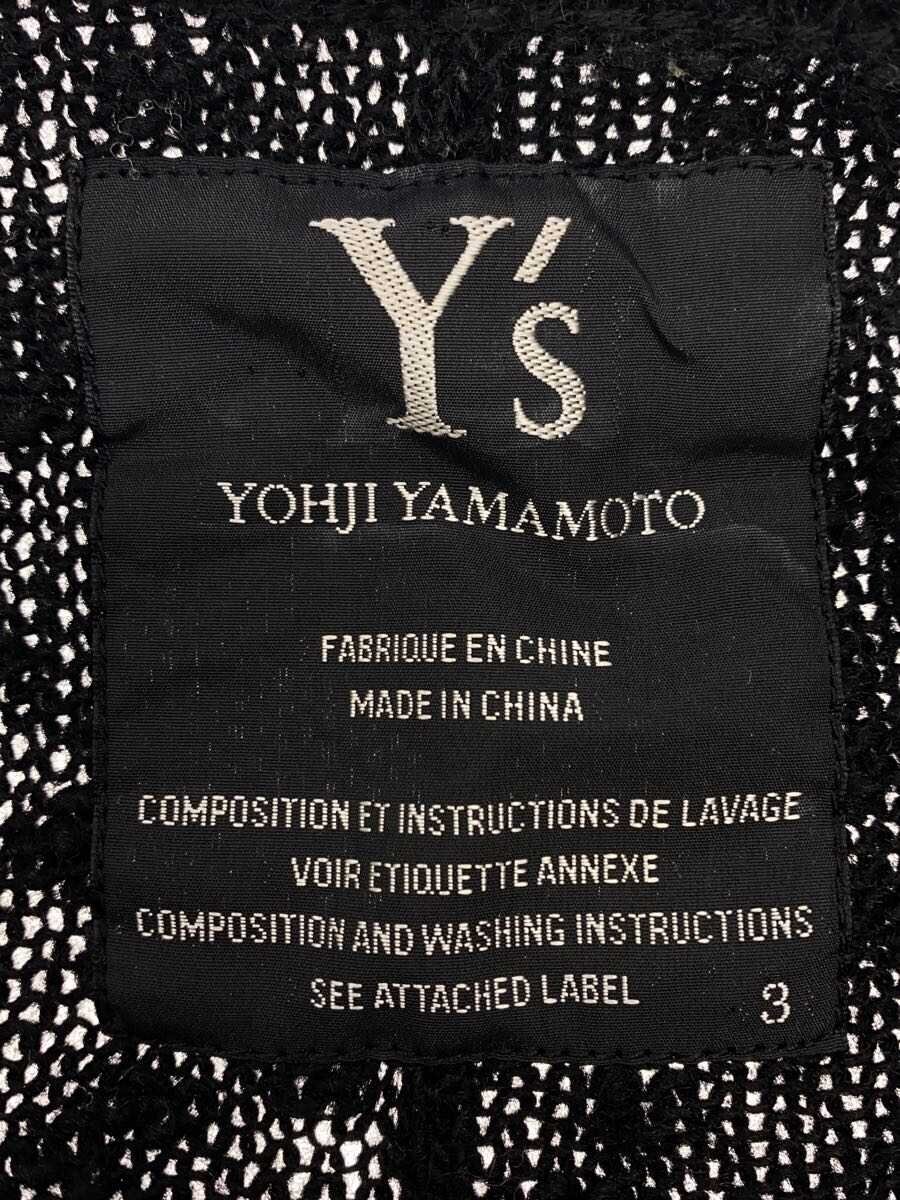 Y's
YOHJI YAMAMOTO
FABRIQUE EN CHINE
MADE IN CHINA
COMPOSITION ET INSTRUCTIONS DE LAVAGE
VOIR ETIQUETTE ANNEXE
COMPOSITION AND WASHING INSTRUCTIONS
SEE ATTACHED LABEL
3